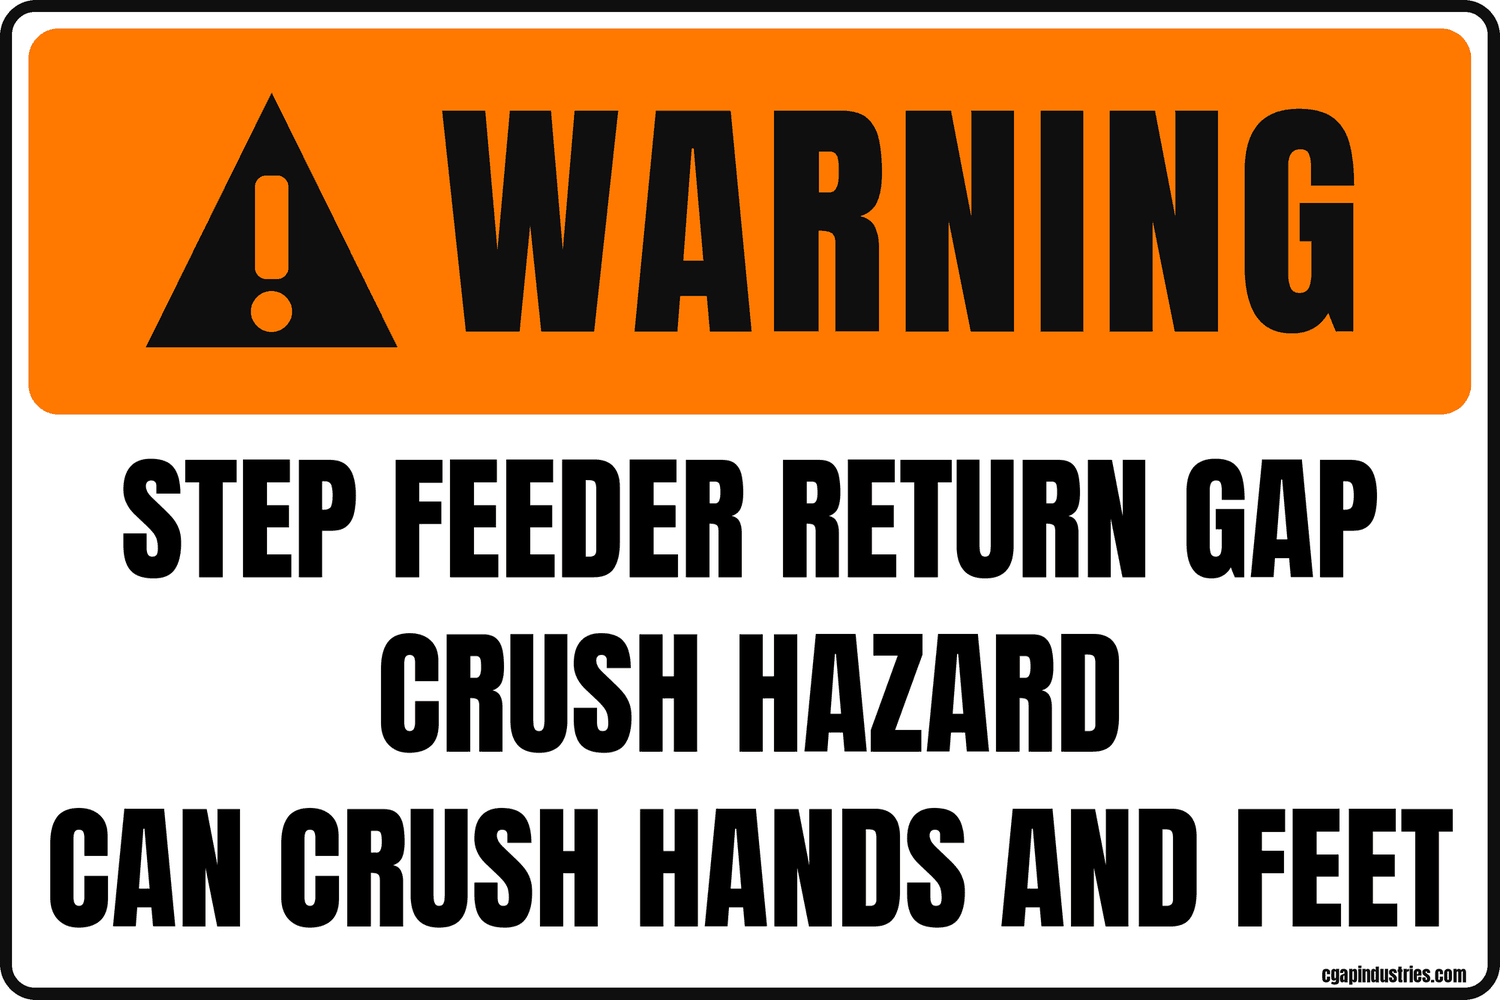 WARNING
STEP FEEDER RETURN GAP
CRUSH HAZARD
CAN CRUSH HANDS AND FEET
cgapindustries.com